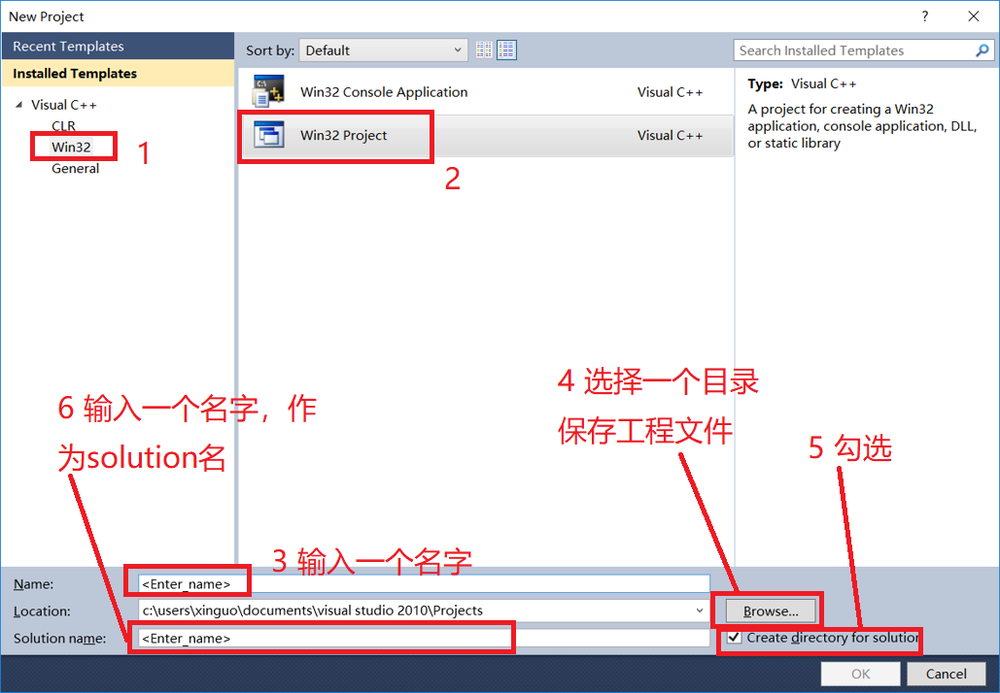 New Project
?
Recent Templates
Sort by: Default
Search Installed Templates
Installed Templates
Visual C++
CLR
Win32
General
1
Win32 Console Application Visual C++
Win32 Project Visual C++
2
Type: Visual C++
A project for creating a Win32
application, console application, DLL,
or static library
6 输入一个名字，作
为solution名
4 选择一个目录
保存工程文件
5 勾选
3 输入一个名字
Name: <Enter_name>
Location: c:\users\xinguo\documents\visual studio 2010\Projects
Browse...
Solution name: <Enter_name>
Create directory for solution
OK Cancel